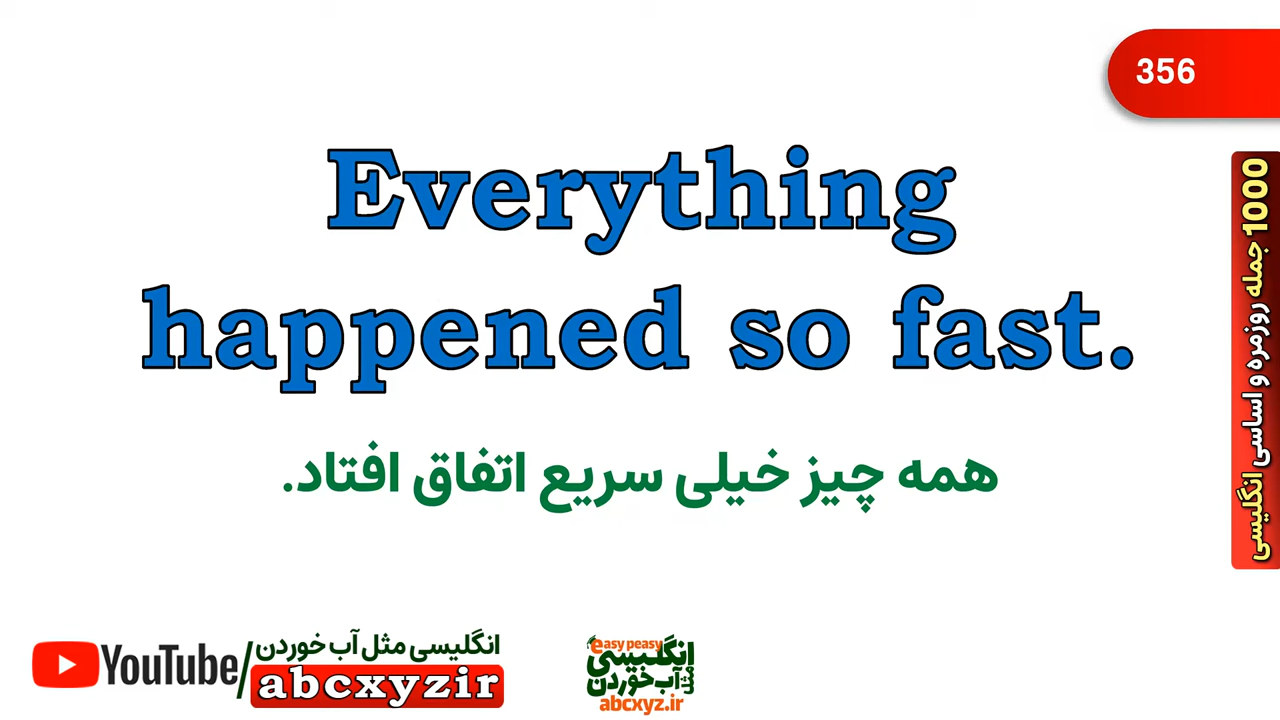 356
Everything
happened so fast.
همه چیز خیلی سریع اتفاق افتاد.
1000 جمله روزمره و اساسی انگلیسی
YouTube/
انگلیسی مثل آب خوردن
abcxyzir
easy peasy
انگلیسی
مثل
آب خوردن
abcxyz.ir